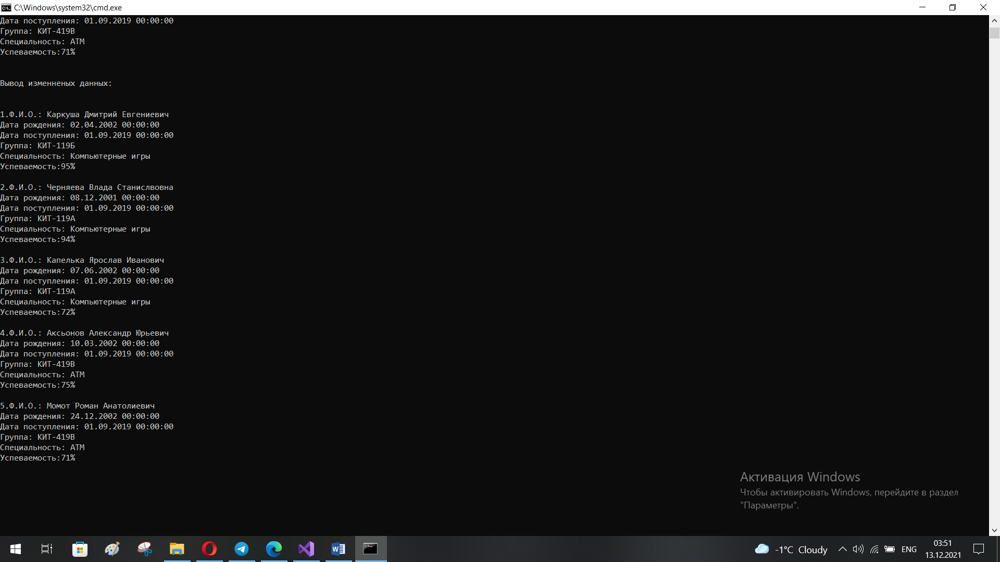 C:\Windows\system32\cmd.exe
Дата поступления: 01.09.2019 00:00:00
Группа: КИТ-419В
Специальность: АТМ
Успеваемость:71%
Вывод измненных данных:
1.Ф.И.О.: Каркуша Дмитрий Евгениевич
Дата рождения: 02.04.2002 00:00:00
Дата поступления: 01.09.2019 00:00:00
Группа: КИТ-119Б
Специальность: Компьютерные игры
Успеваемость:95%
2.Ф.И.О.: Черняева Влада Станислвовна
Дата рождения: 08.12.2001 00:00:00
Дата поступления: 01.09.2019 00:00:00
Группа: КИТ-119А
Специальность: Компьютерные игры
Успеваемость:94%
3.Ф.И.О.: Капелька Ярослав Иванович
Дата рождения: 07.06.2002 00:00:00
Дата поступления: 01.09.2019 00:00:00
Группа: КИТ-119А
Специальность: Компьютерные игры
Успеваемость:72%
4.Ф.И.О.: Аксьонов Александр Юрьевич
Дата рождения: 10.03.2002 00:00:00
Дата поступления: 01.09.2019 00:00:00
Группа: КИТ-419В
Специальность: АТМ
Успеваемость:75%
5.Ф.И.О.: Момот Роман Анатолиевич
Дата рождения: 24.12.2002 00:00:00
Дата поступления: 01.09.2019 00:00:00
Группа: КИТ-419В
Специальность: АТМ
Успеваемость:71%
Активация Windows
Чтобы активировать Windows, перейдите в раздел
"Параметры".
-1°C Cloudy
ENG
03:51
13.12.2021